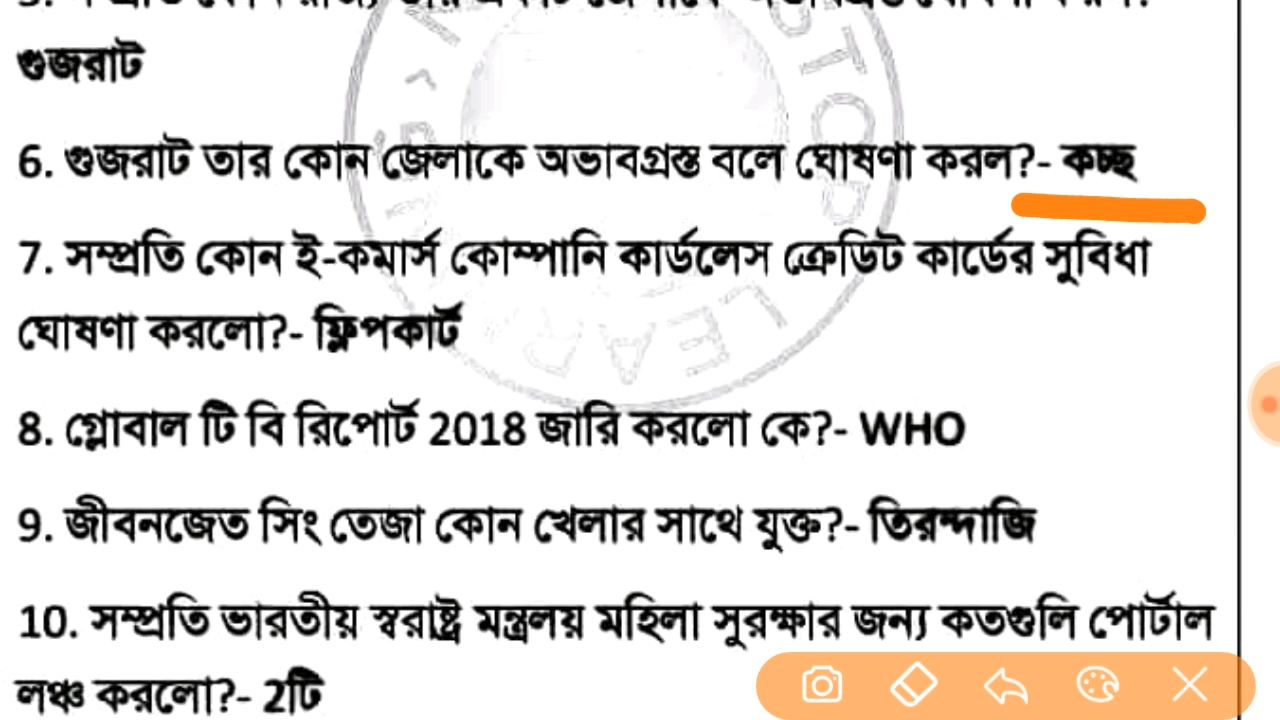 গুজরাট
6. গুজরাট তার কোন জেলাকে অভাবগ্রস্ত বলে ঘোষণা করল?- কচ্ছ
7. সম্প্রতি কোন ই-কমার্স কোম্পানি কার্ডলেস ক্রেডিট কার্ডের সুবিধা
ঘোষণা করলো?- ফ্লিপকার্ট
8. গ্লোবাল টি বি রিপোর্ট 2018 জারি করলো কে?- WHO
9. জীবনজেত সিং তেজা কোন খেলার সাথে যুক্ত?- তিরন্দাজি
10. সম্প্রতি ভারতীয় স্বরাষ্ট্র মন্ত্রলয় মহিলা সুরক্ষার জন্য কতগুলি পোর্টাল
লঞ্চ করলো?- 2টি